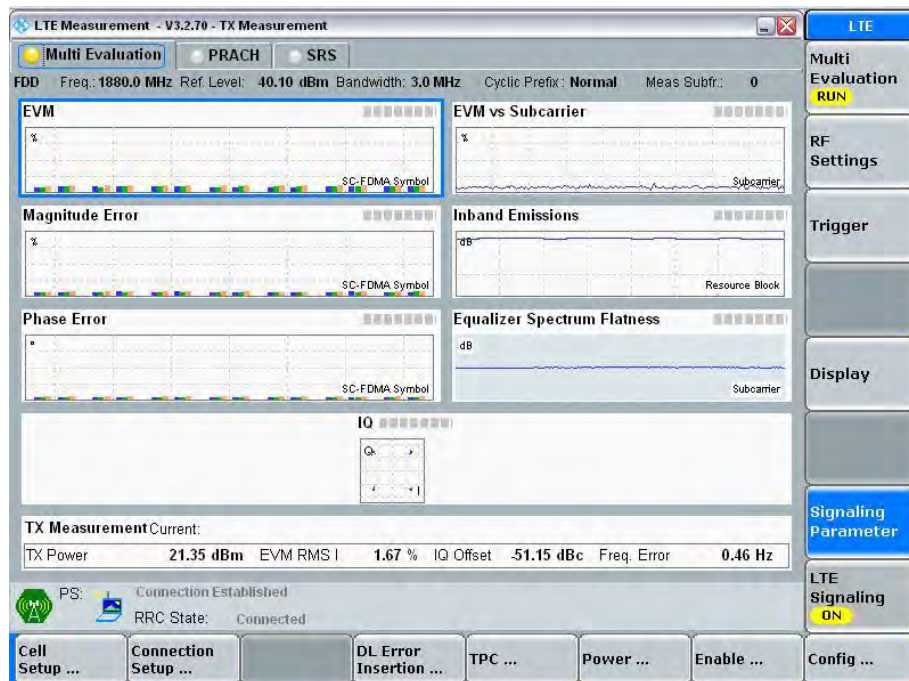 LTE Measurement - V3.2.70 - TX Measurement
LTE
Multi Evaluation PRACH SRS
FDD Freq.: 1880.0 MHz Ref. Level: 40.10 dBm Bandwidth: 3.0 MHz Cyclic Prefix: Normal Meas Subfr.: 0
EVM
%
SC-FDMA Symbol
EVM vs Subcarrier
%
Subcarrier
Magnitude Error
%
SC-FDMA Symbol
Inband Emissions
dB
Resource Block
Phase Error
°
SC-FDMA Symbol
Equalizer Spectrum Flatness
dB
Subcarrier
IQ
Q
I
TX Measurement Current:
TX Power 21.35 dBm EVM RMS l 1.67 % IQ Offset -51.15 dBc Freq. Error 0.46 Hz
PS: Connection Established
RRC State: Connected
Multi
Evaluation
RUN
RF
Settings
Trigger
Display
Signaling
Parameter
LTE
Signaling
ON
Cell
Setup ...
Connection
Setup ...
DL Error
Insertion ...
TPC ...
Power ...
Enable ...
Config ...